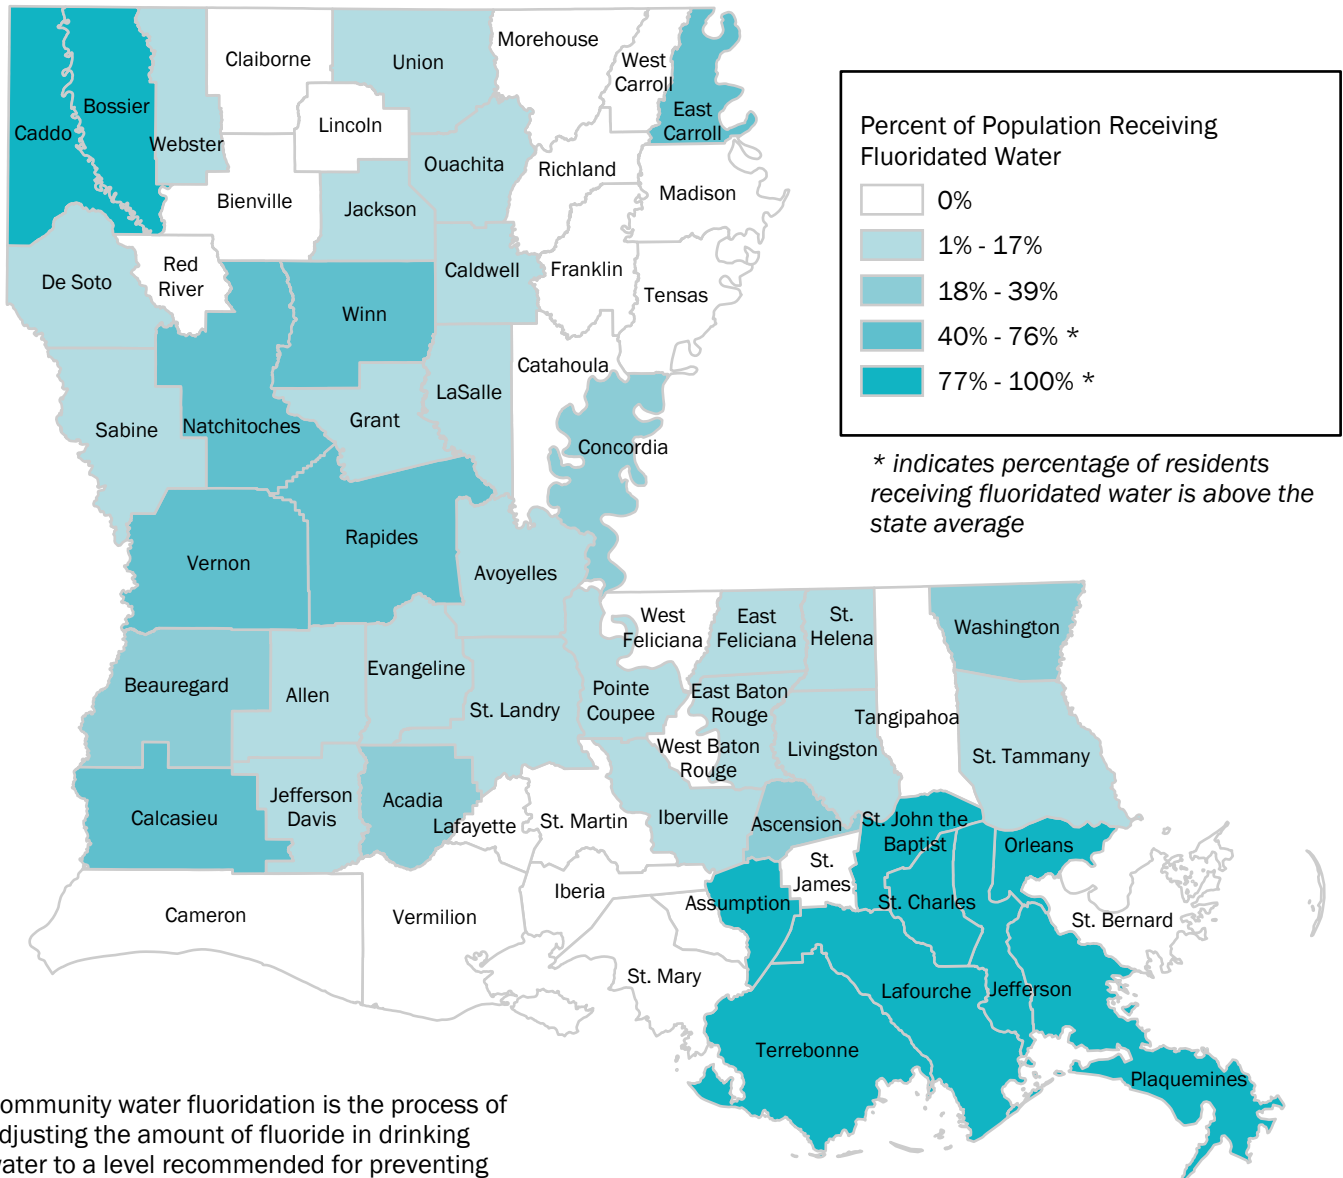 Claiborne
Union
Morehouse
West
Carroll
East
Carroll
Caddo
Bossier
Webster
Lincoln
Ouachita
Richland
Madison
Bienville
Jackson
De Soto
Red
River
Caldwell
Franklin
Tensas
Winn
Catahoula
LaSalle
Sabine
Natchitoches
Grant
Concordia
Vernon
Rapides
Avoyelles
West
Feliciana
East
Feliciana
St.
Helena
Washington
Beauregard
Allen
Evangeline
St. Landry
Pointe
Coupee
East Baton
Rouge
Tangipahoa
West Baton
Rouge
Livingston
St. Tammany
Calcasieu
Jefferson
Davis
Acadia
Lafayette
St. Martin
Iberville
Ascension
St. John the
Baptist
Orleans
St.
James
Cameron
Vermilion
Iberia
Assumption
St. Charles
St. Bernard
St. Mary
Lafourche
Jefferson
Terrebonne
Plaquemines
Percent of Population Receiving
Fluoridated Water
0%
1% - 17%
18% - 39%
40% - 76% *
77% - 100% *
* indicates percentage of residents
receiving fluoridated water is above the
state average
ommunity water fluoridation is the process of
djusting the amount of fluoride in drinking
vater to a level recommended for preventing